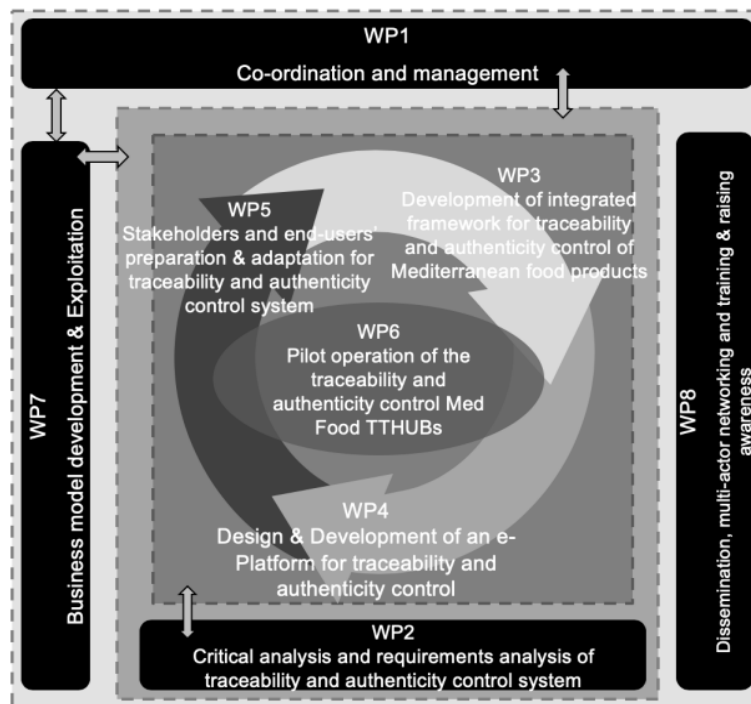 WP1
Co-ordination and management
WP3
Development of integrated
framework for traceability
and authenticity control of
Mediterranean food products
WP5
Stakeholders and end-users'
preparation & adaptation for
traceability and authenticity
control system
WP6
Pilot operation of the
traceability and
authenticity control Med
Food TTHUBs
WP4
Design & Development of an e-
Platform for traceability and
authenticity control
WP2
Critical analysis and requirements analysis of
traceability and authenticity control system
WP7
Business model development & Exploitation
WP8
Dissemination, multi-actor networking and training & raising
awareness